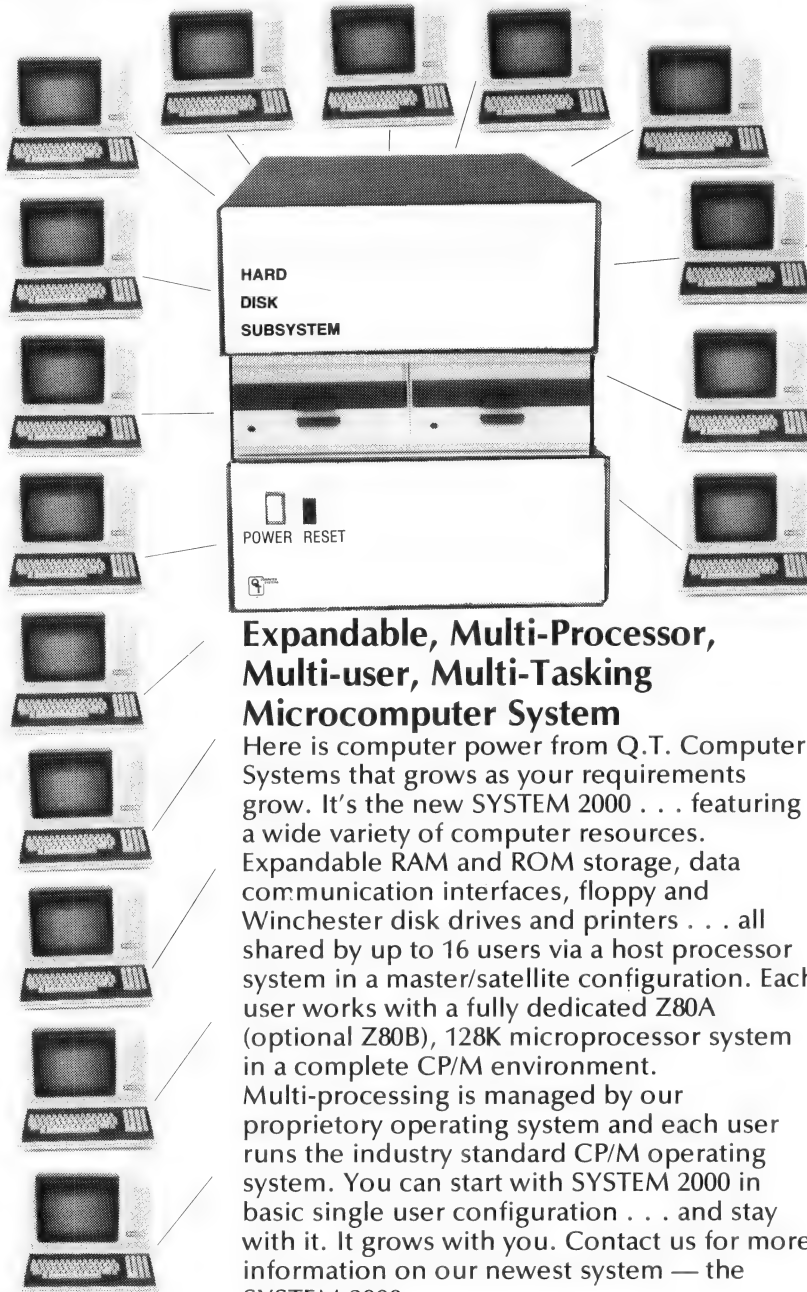 HARD
DISK
SUBSYSTEM
POWER RESET
Expandable, Multi-Processor,
Multi-user, Multi-Tasking
Microcomputer System
Here is computer power from Q.T. Computer
Systems that grows as your requirements
grow. It's the new SYSTEM 2000 . . . featuring
a wide variety of computer resources.
Expandable RAM and ROM storage, data
communication interfaces, floppy and
Winchester disk drives and printers . . . all
shared by up to 16 users via a host processor
system in a master/satellite configuration. Each
user works with a fully dedicated Z80A
(optional Z80B), 128K microprocessor system
in a complete CP/M environment.
Multi-processing is managed by our
proprietory operating system and each user
runs the industry standard CP/M operating
system. You can start with SYSTEM 2000 in
basic single user configuration . . . and stay
with it. It grows with you. Contact us for more
information on our newest system — the